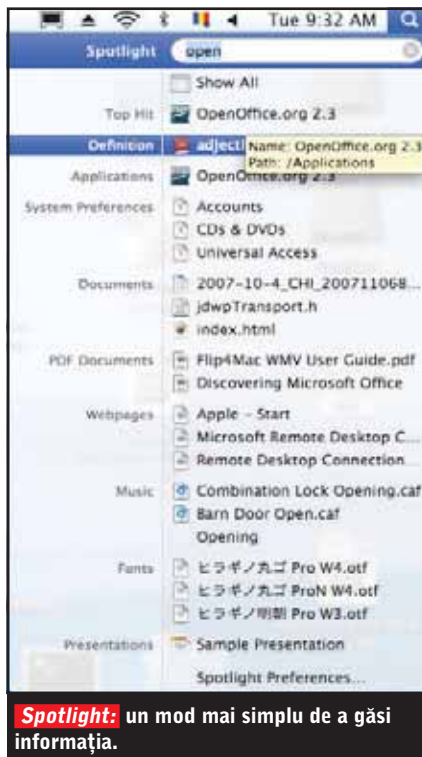 Tue 9:32 AM
Spotlight open
Show All
Top Hit OpenOffice.org 2.3
Definition adjecti
Name: OpenOffice.org 2.3
Path: /Applications
Applications OpenOffice.org 2.3
System Preferences Accounts
CDs & DVDs
Universal Access
Documents 2007-10-4_CHI_200711068...
jdwpTransport.h
index.html
PDF Documents Flip4Mac WMV User Guide.pdf
Discovering Microsoft Office
Webpages Apple - Start
Microsoft Remote Desktop C...
Remote Desktop Connection...
Music Combination Lock Opening.caf
Barn Door Open.caf
Opening
Fonts ヒラギノ丸ゴ Pro W4.otf
ヒラギノ丸ゴ ProN W4.otf
ヒラギノ明朝 Pro W3.otf
Presentations Sample Presentation
Spotlight Preferences...
Spotlight: un mod mai simplu de a găsi
informația.